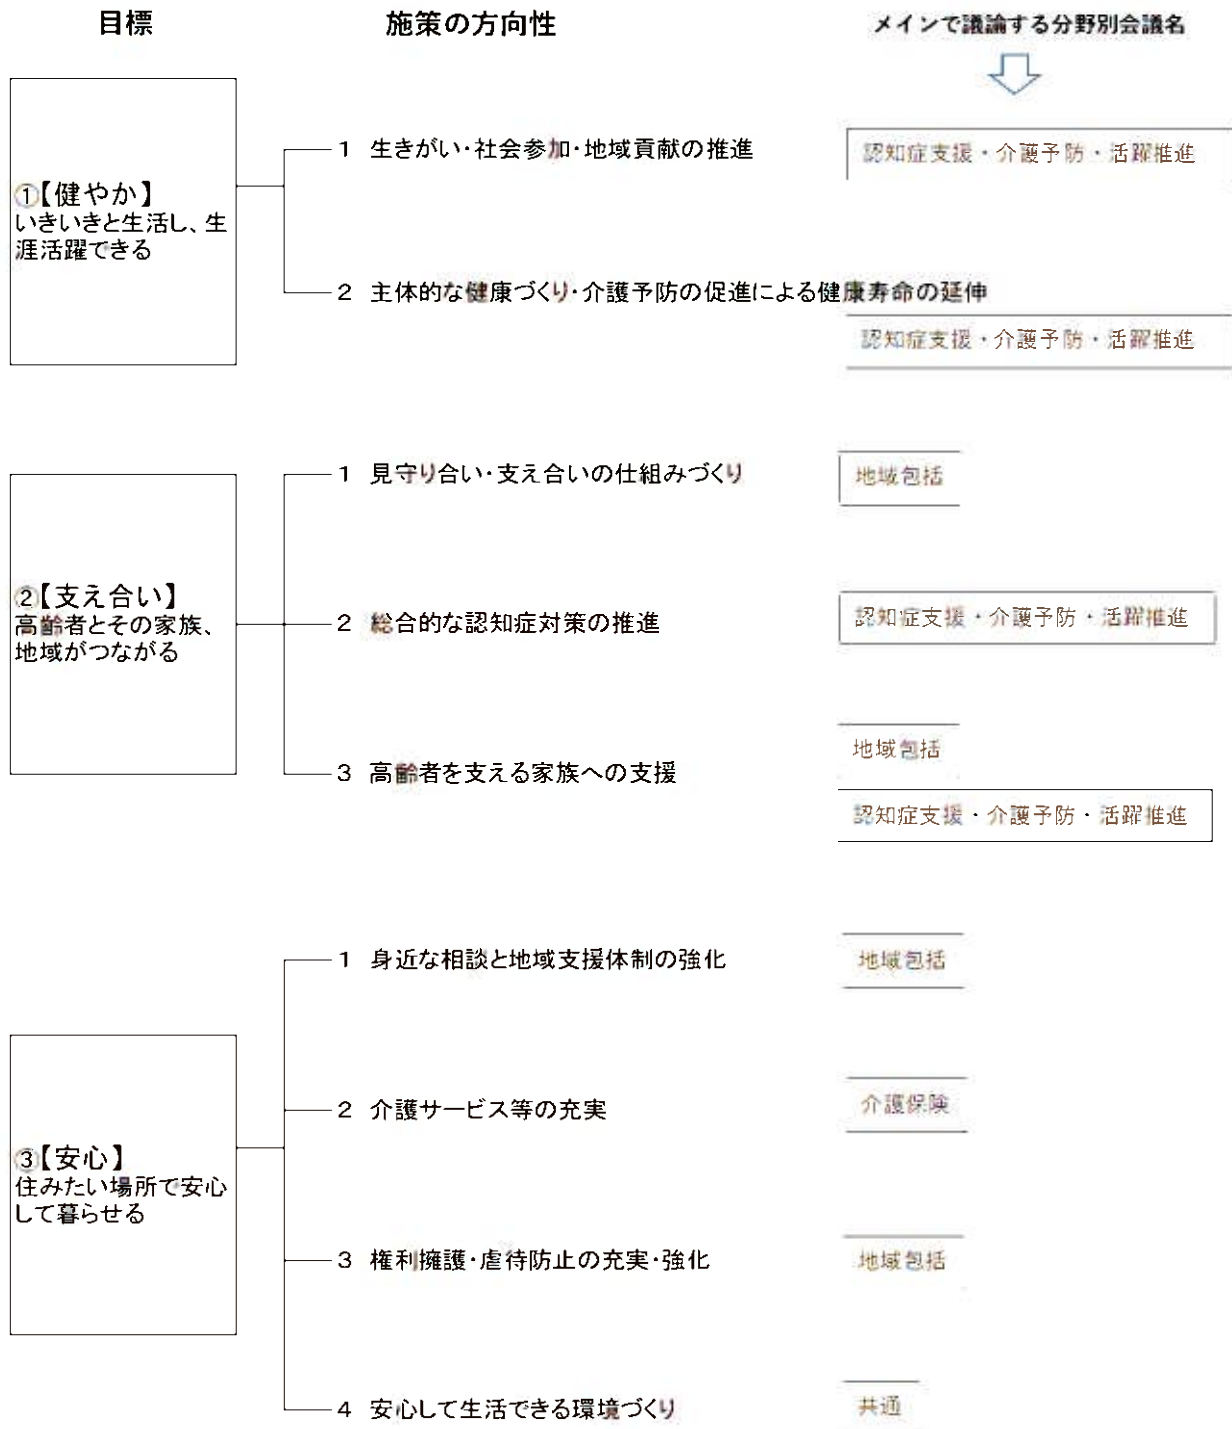 目標
施策の方向性
メインで議論する分野別会議名
①【健やか】
いきいきと生活し、生
涯活躍できる
1 生きがい・社会参加・地域貢献の推進
認知症支援・介護予防・活躍推進
2 主体的な健康づくり・介護予防の促進による健康寿命の延伸
認知症支援・介護予防・活躍推進
②【支え合い】
高齢者とその家族、
地域がつながる
1 見守り合い・支え合いの仕組みづくり
地域包括
2 総合的な認知症対策の推進
認知症支援・介護予防・活躍推進
3 高齢者を支える家族への支援
地域包括
認知症支援・介護予防・活躍推進
③【安心】
住みたい場所で安心
して暮らせる
1 身近な相談と地域支援体制の強化
地域包括
2 介護サービス等の充実
介護保険
3 権利擁護・虐待防止の充実・強化
地域包括
4 安心して生活できる環境づくり
共通